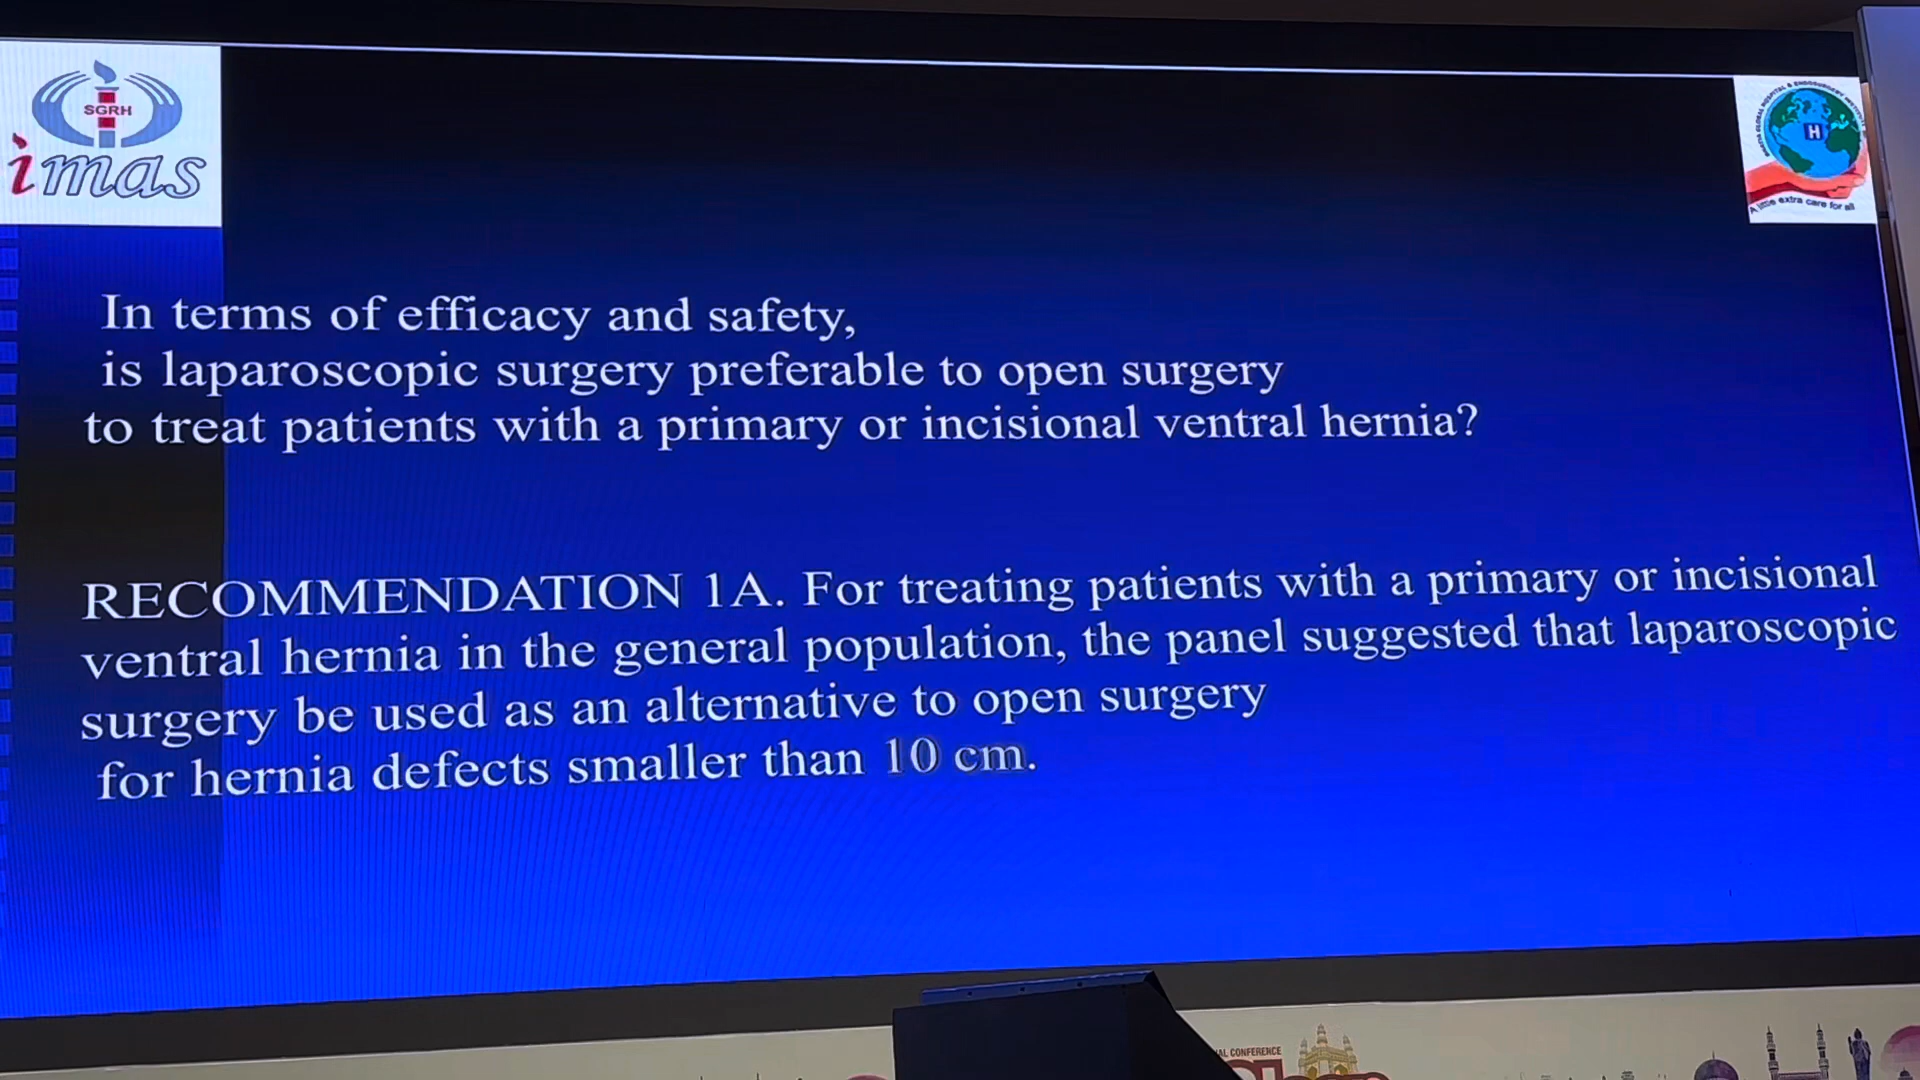 SGRH
imas
HOSPITAL & ENDOSURGERY INSTITUTE
H
A little extra care for all
In terms of efficacy and safety,
is laparoscopic surgery preferable to open surgery
to treat patients with a primary or incisional ventral hernia?
RECOMMENDATION 1A. For treating patients with a primary or incisional
ventral hernia in the general population, the panel suggested that laparoscopic
surgery be used as an alternative to open surgery
for hernia defects smaller than 10 cm.
CONFERENCE